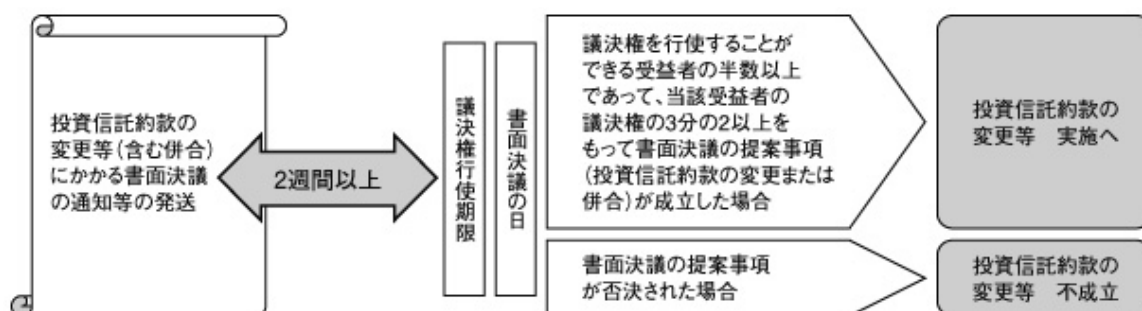 投資信託約款の
変更等(含む併合)
にかかる書面決議
の通知等の発送
2週間以上
議決権行使期限
書面決議の日
議決権を行使することが
できる受益者の半数以上
であって、当該受益者の
議決権の3分の2以上を
もって書面決議の提案事項
(投資信託約款の変更または
併合)が成立した場合
投資信託約款の
変更等 実施へ
書面決議の提案事項
が否決された場合
投資信託約款の
変更等 不成立